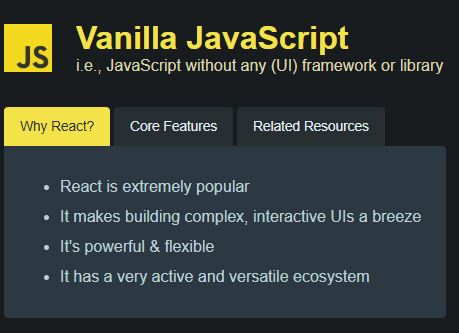 JS
Vanilla JavaScript
i.e., JavaScript without any (UI) framework or library
Why React? Core Features Related Resources
React is extremely popular
It makes building complex, interactive UIs a breeze
It's powerful & flexible
It has a very active and versatile ecosystem